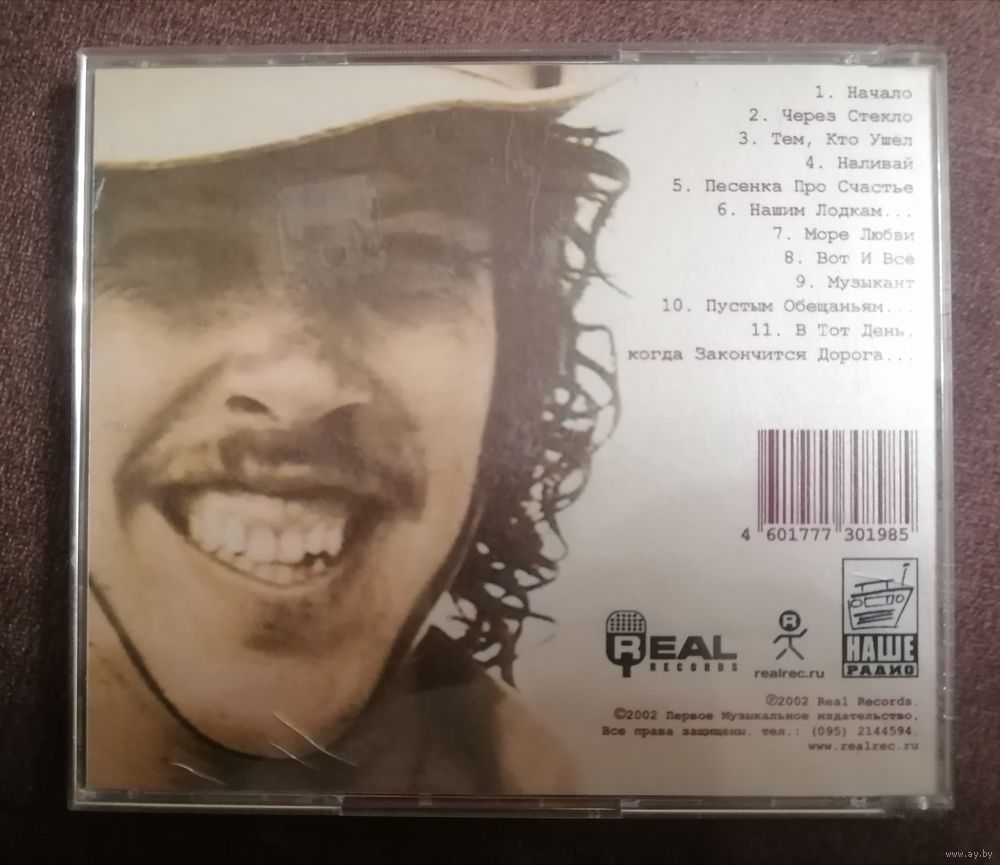 1. Начало
2. Через Стекло
3. Тем, Кто Ушёл
4. Наливай
5. Песенка Про Счастье
6. Нашим Лодкам...
7. Море Любви
8. Вот И Всё
9. Музыкант
10. Пустым Обещаньям...
11. В Тот День,
когда Закончится Дорога...
4 601777 301985
REAL
RECORDS
R
realrec.ru
НАШЕ
РАДИО
℗2002 Real Records.
©2002 Первое Музыкальное издательство,
Все права защищены. тел.: (095) 2144594.
www.realrec.ru
www.ay.by